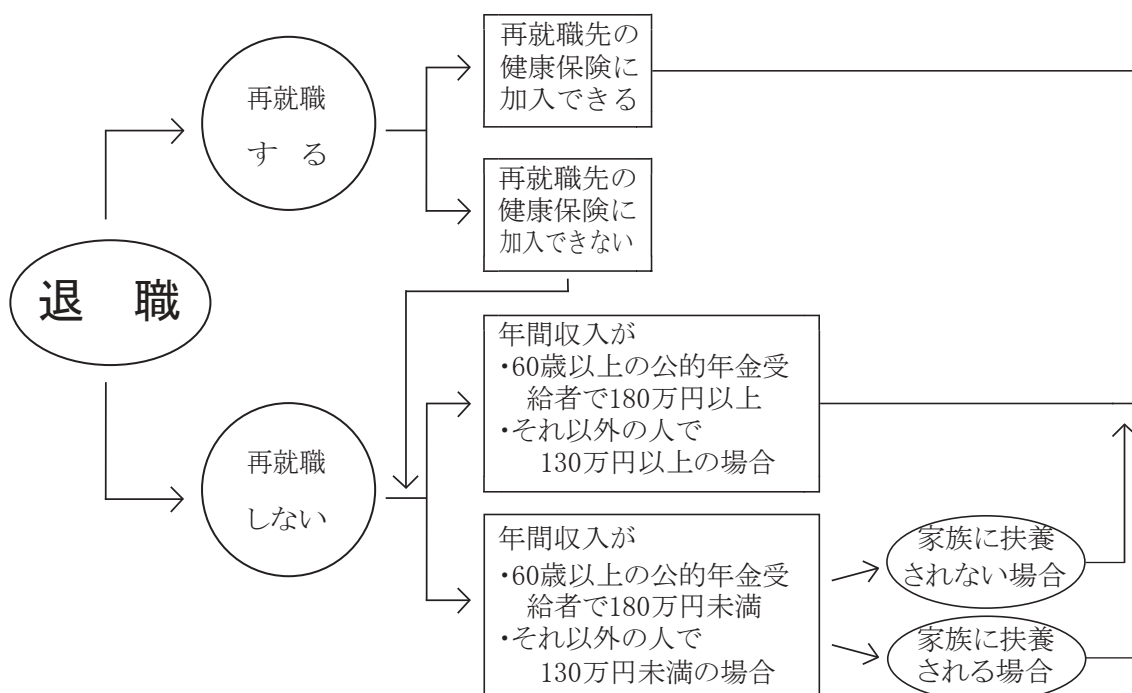 退 職
再就職
す る
再就職先の
健康保険に
加入できる
再就職先の
健康保険に
加入できない
再就職
しない
年間収入が
・60歳以上の公的年金受
給者で180万円以上
・それ以外の人で
130万円以上の場合
年間収入が
・60歳以上の公的年金受
給者で180万円未満
・それ以外の人で
130万円未満の場合
家族に扶養
されない場合
家族に扶養
される場合